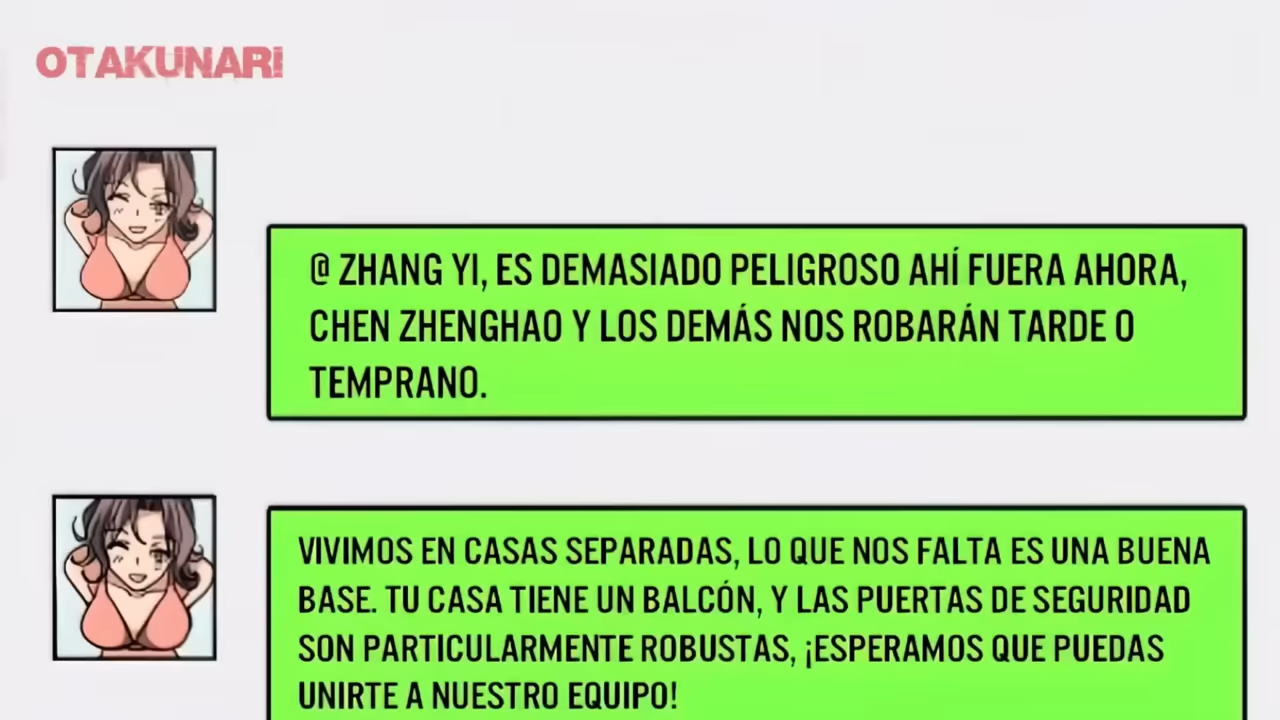 OTAKUNARI
@ ZHANG YI, ES DEMASIADO PELIGROSO AHÍ FUERA AHORA,
CHEN ZHENGHAO Y LOS DEMÁS NOS ROBARÁN TARDE O
TEMPRANO.
VIVIMOS EN CASAS SEPARADAS, LO QUE NOS FALTA ES UNA BUENA
BASE. TU CASA TIENE UN BALCÓN, Y LAS PUERTAS DE SEGURIDAD
SON PARTICULARMENTE ROBUSTAS, ¡ESPERAMOS QUE PUEDAS
UNIRTE A NUESTRO EQUIPO!